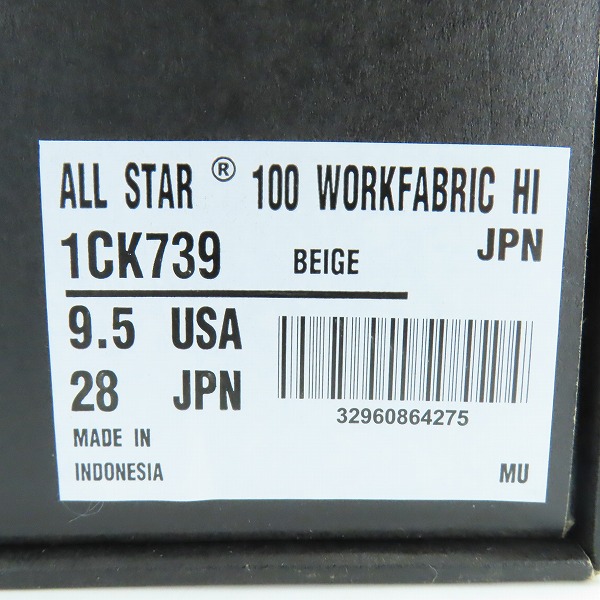 ALL STAR ® 100 WORKFABRIC HI
JPN
1CK739 BEIGE
9.5 USA
28 JPN
32960864275
MADE IN
INDONESIA
MU